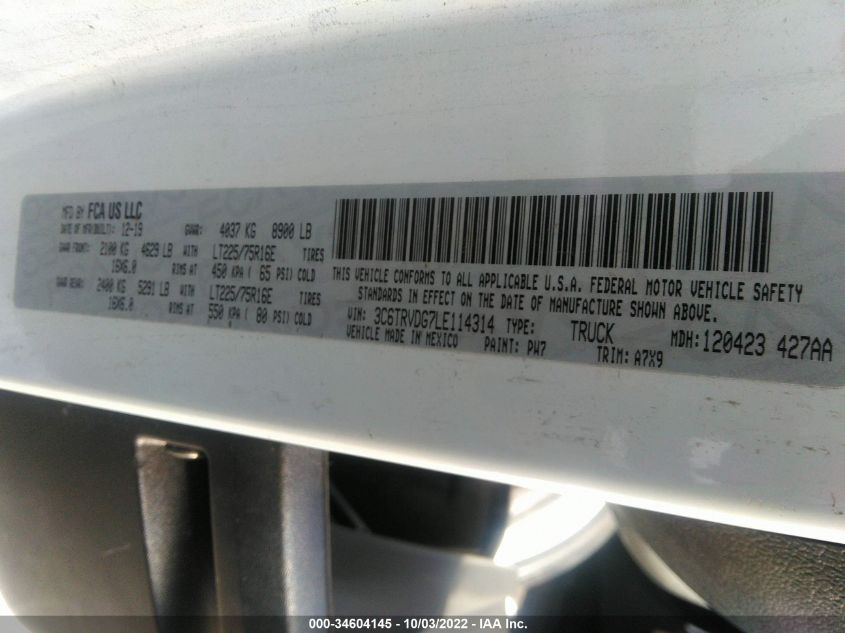 MFD BY FCA US LLC
DATE OF MFR(BUILT): 12-19 GVWR: 4037 KG 8900 LB
GAWR FRONT: 2100 KG 4629 LB WITH LT225/75R16E TIRES
16X6.0 RIMS AT 450 KPA ( 65 PSI) COLD
GAWR REAR: 2400 KG 5291 LB WITH LT225/75R16E TIRES
16X6.0 RIMS AT 550 KPA ( 80 PSI) COLD
THIS VEHICLE CONFORMS TO ALL APPLICABLE U.S.A. FEDERAL MOTOR VEHICLE SAFETY
STANDARDS IN EFFECT ON THE DATE OF MANUFACTURE SHOWN ABOVE.
VIN: 3C6TRVDG7LE114314 TYPE: TRUCK MDH: 120423 427AA
VEHICLE MADE IN MEXICO PAINT: PW7 TRIM: A7X9
000-34604145 - 10/03/2022 - IAA Inc.